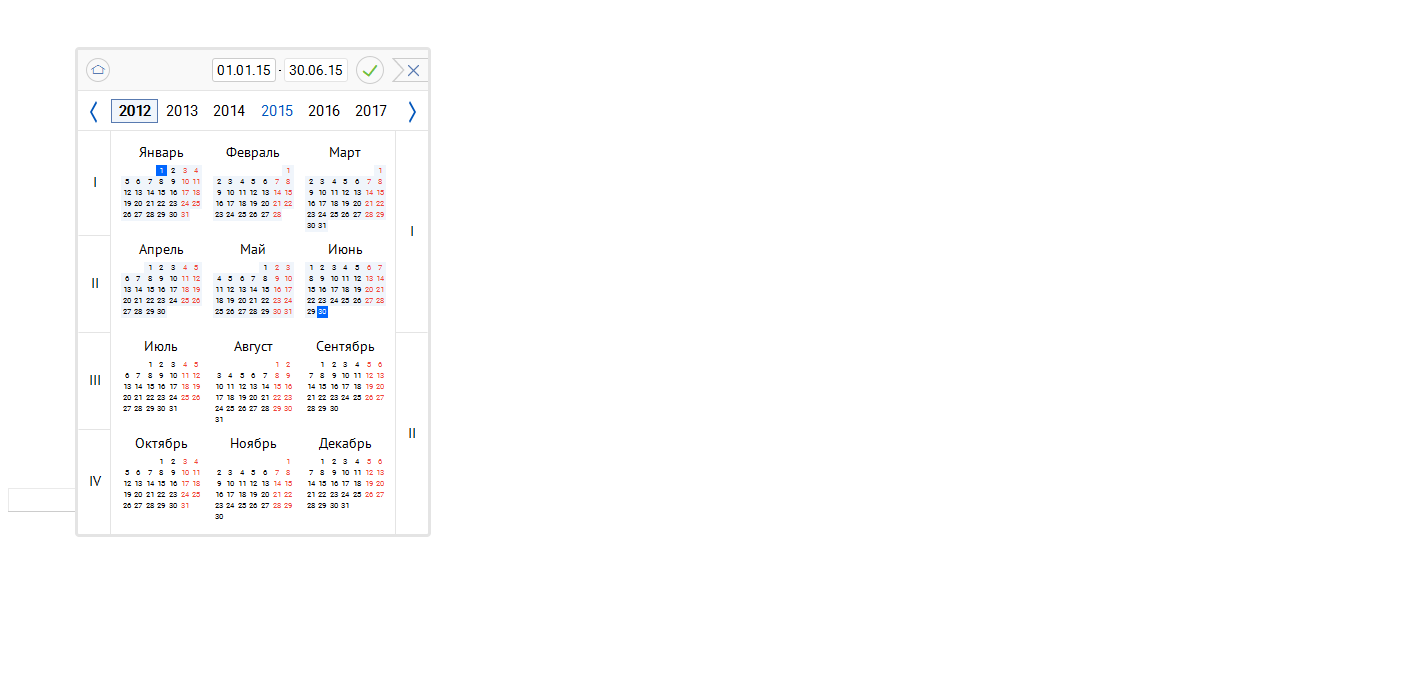 01.01.15 - 30.06.15
2012 2013 2014 2015 2016 2017
Январь Февраль Март
1 2 3 4 1 1
5 6 7 8 9 10 11 2 3 4 5 6 7 8 2 3 4 5 6 7 8
I 12 13 14 15 16 17 18 9 10 11 12 13 14 15 9 10 11 12 13 14 15
19 20 21 22 23 24 25 16 17 18 19 20 21 22 16 17 18 19 20 21 22
26 27 28 29 30 31 23 24 25 26 27 28 23 24 25 26 27 28 29
30 31
I
Апрель Май Июнь
1 2 3 4 5 1 2 3 1 2 3 4 5 6 7
6 7 8 9 10 11 12 4 5 6 7 8 9 10 8 9 10 11 12 13 14
II 13 14 15 16 17 18 19 11 12 13 14 15 16 17 15 16 17 18 19 20 21
20 21 22 23 24 25 26 18 19 20 21 22 23 24 22 23 24 25 26 27 28
27 28 29 30 25 26 27 28 29 30 31 29 30
Июль Август Сентябрь
1 2 3 4 5 1 2 1 2 3 4 5 6
6 7 8 9 10 11 12 3 4 5 6 7 8 9 7 8 9 10 11 12 13
III 13 14 15 16 17 18 19 10 11 12 13 14 15 16 14 15 16 17 18 19 20
20 21 22 23 24 25 26 17 18 19 20 21 22 23 21 22 23 24 25 26 27
27 28 29 30 31 24 25 26 27 28 29 30 28 29 30
31
II
Октябрь Ноябрь Декабрь
1 2 3 4 1 1 2 3 4 5 6
5 6 7 8 9 10 11 2 3 4 5 6 7 8 7 8 9 10 11 12 13
IV 12 13 14 15 16 17 18 9 10 11 12 13 14 15 14 15 16 17 18 19 20
19 20 21 22 23 24 25 16 17 18 19 20 21 22 21 22 23 24 25 26 27
26 27 28 29 30 31 23 24 25 26 27 28 29 28 29 30 31
30